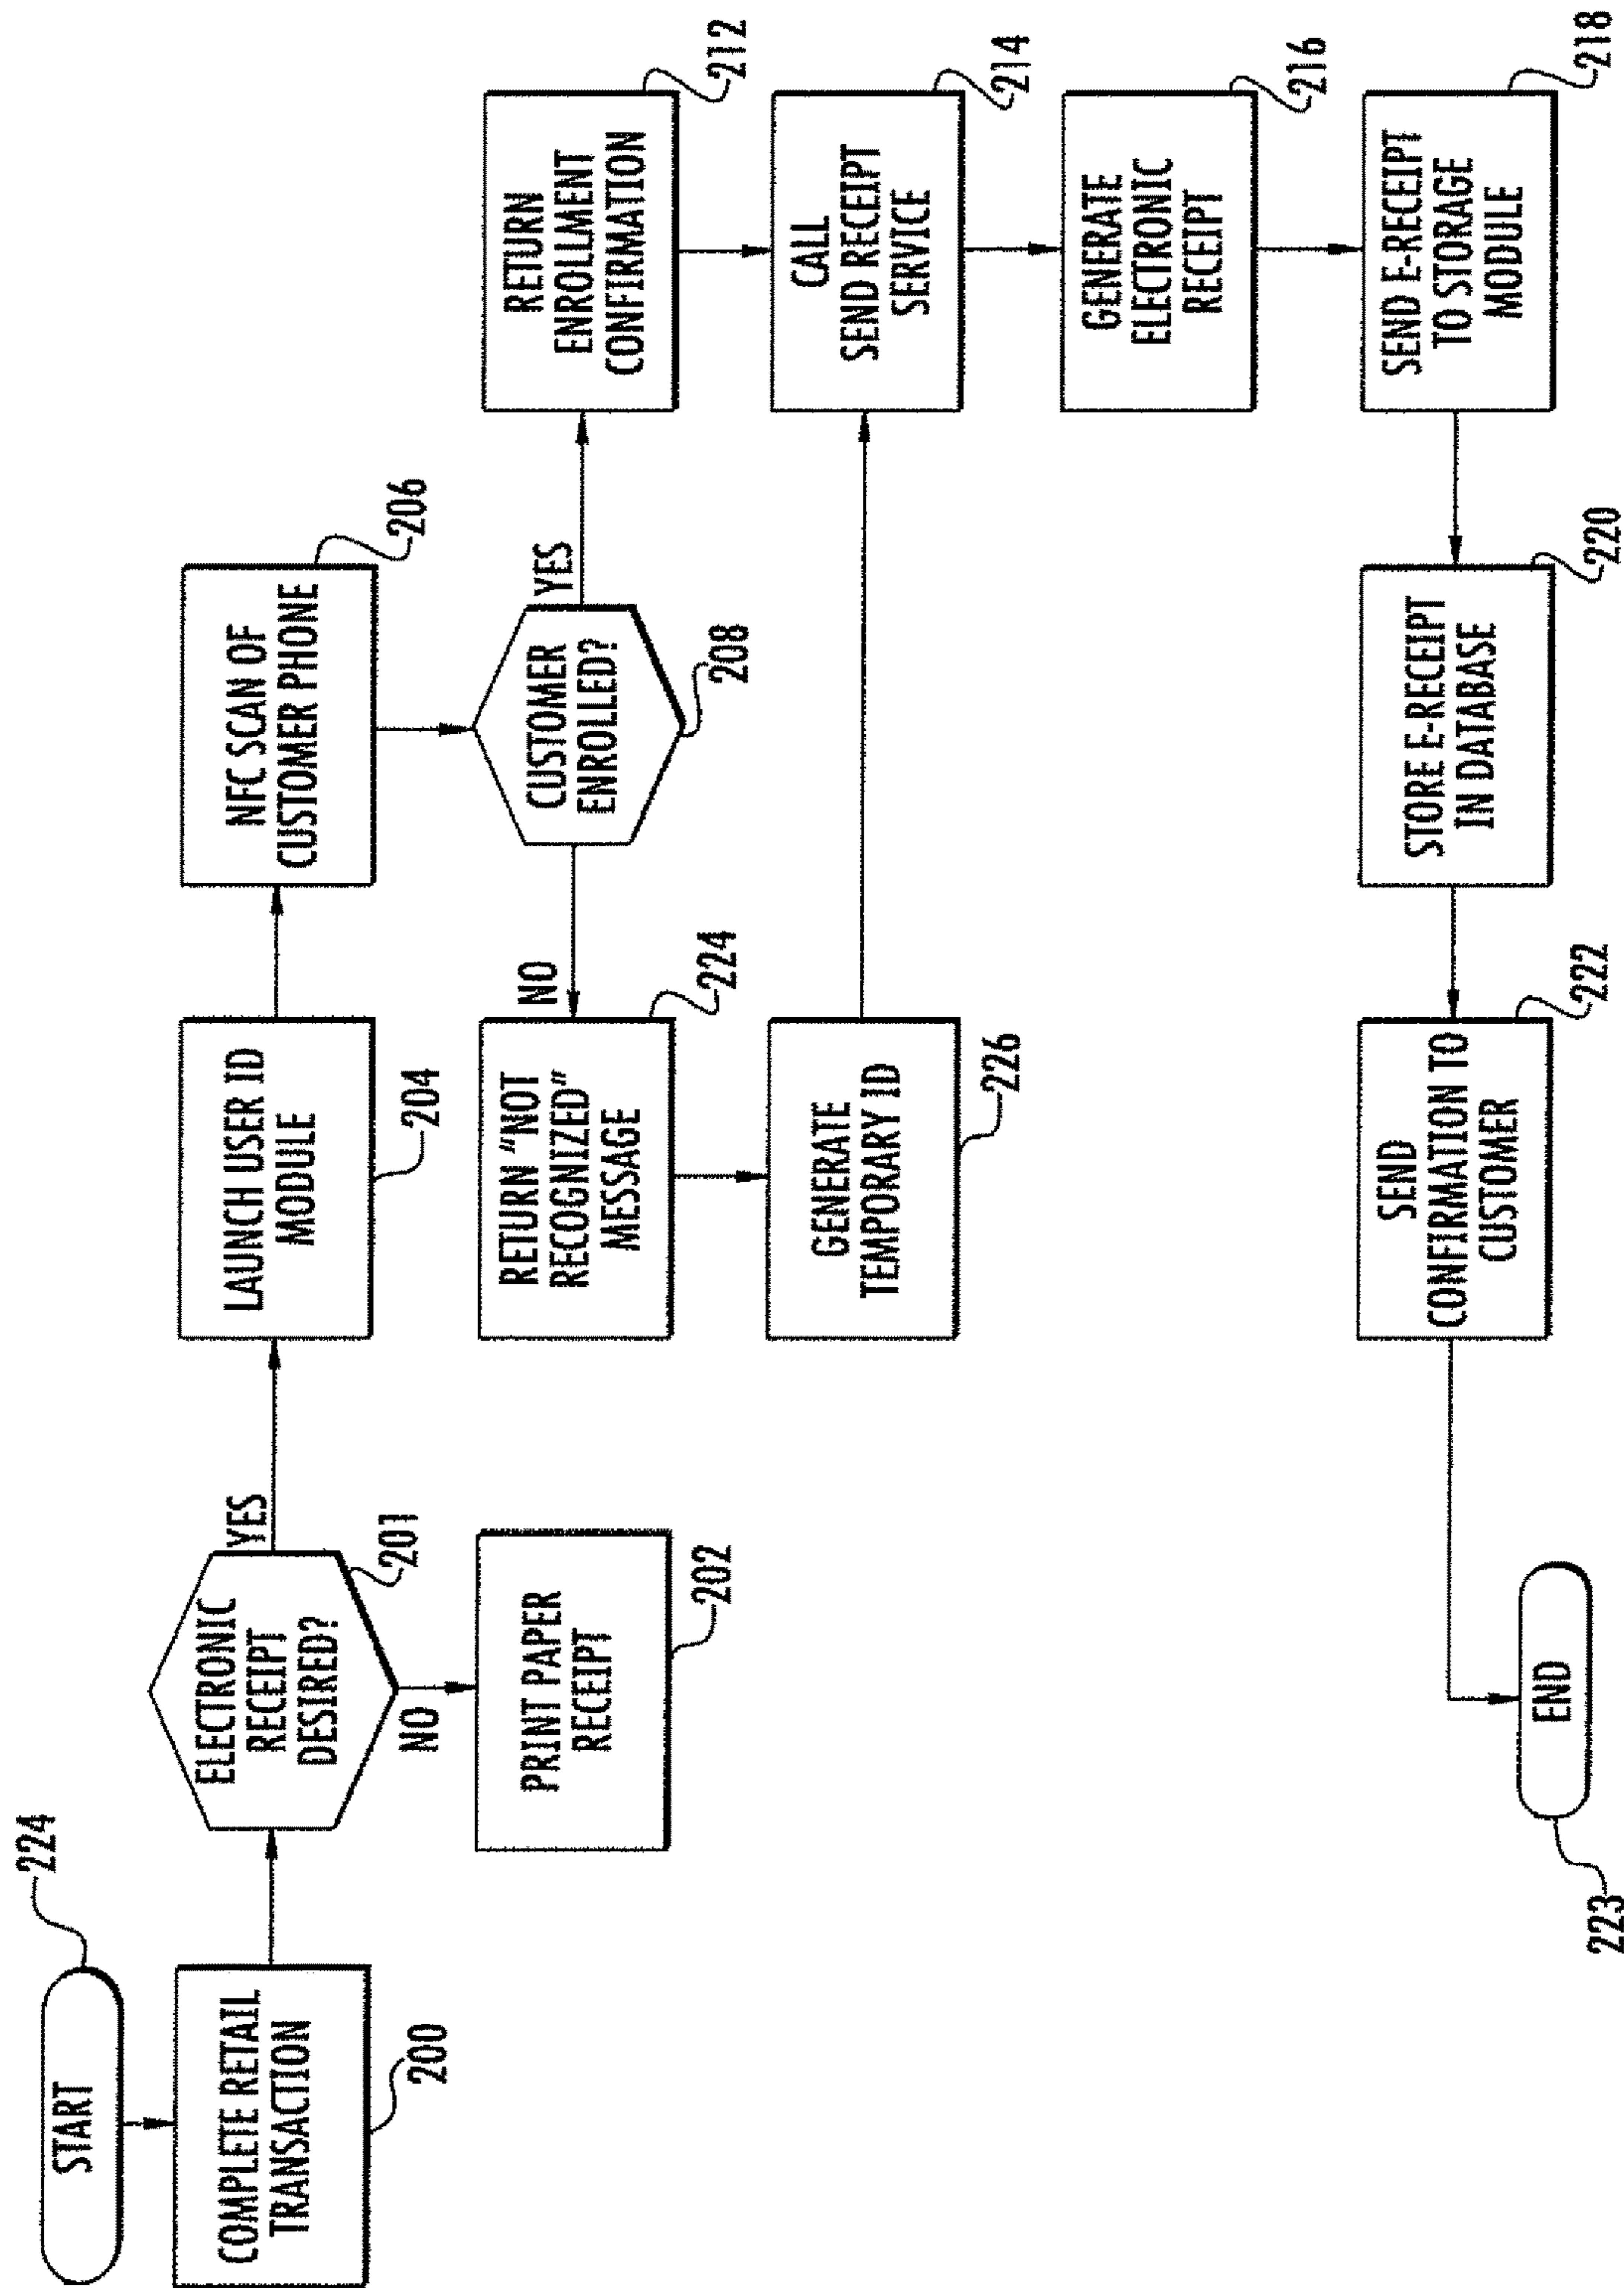 START
224
COMPLETE RETAIL
TRANSACTION
200
ELECTRONIC
RECEIPT
DESIRED?
201
YES
NO
PRINT PAPER
RECEIPT
202
LAUNCH USER ID
MODULE
204
NFC SCAN OF
CUSTOMER PHONE
206
CUSTOMER
ENROLLED?
208
YES
NO
RETURN "NOT
RECOGNIZED"
MESSAGE
224
GENERATE
TEMPORARY ID
226
RETURN
ENROLLMENT
CONFIRMATION
212
CALL
SEND RECEIPT
SERVICE
214
GENERATE
ELECTRONIC
RECEIPT
216
SEND E-RECEIPT
TO STORAGE
MODULE
218
STORE E-RECEIPT
IN DATABASE
220
SEND
CONFIRMATION TO
CUSTOMER
222
END
223